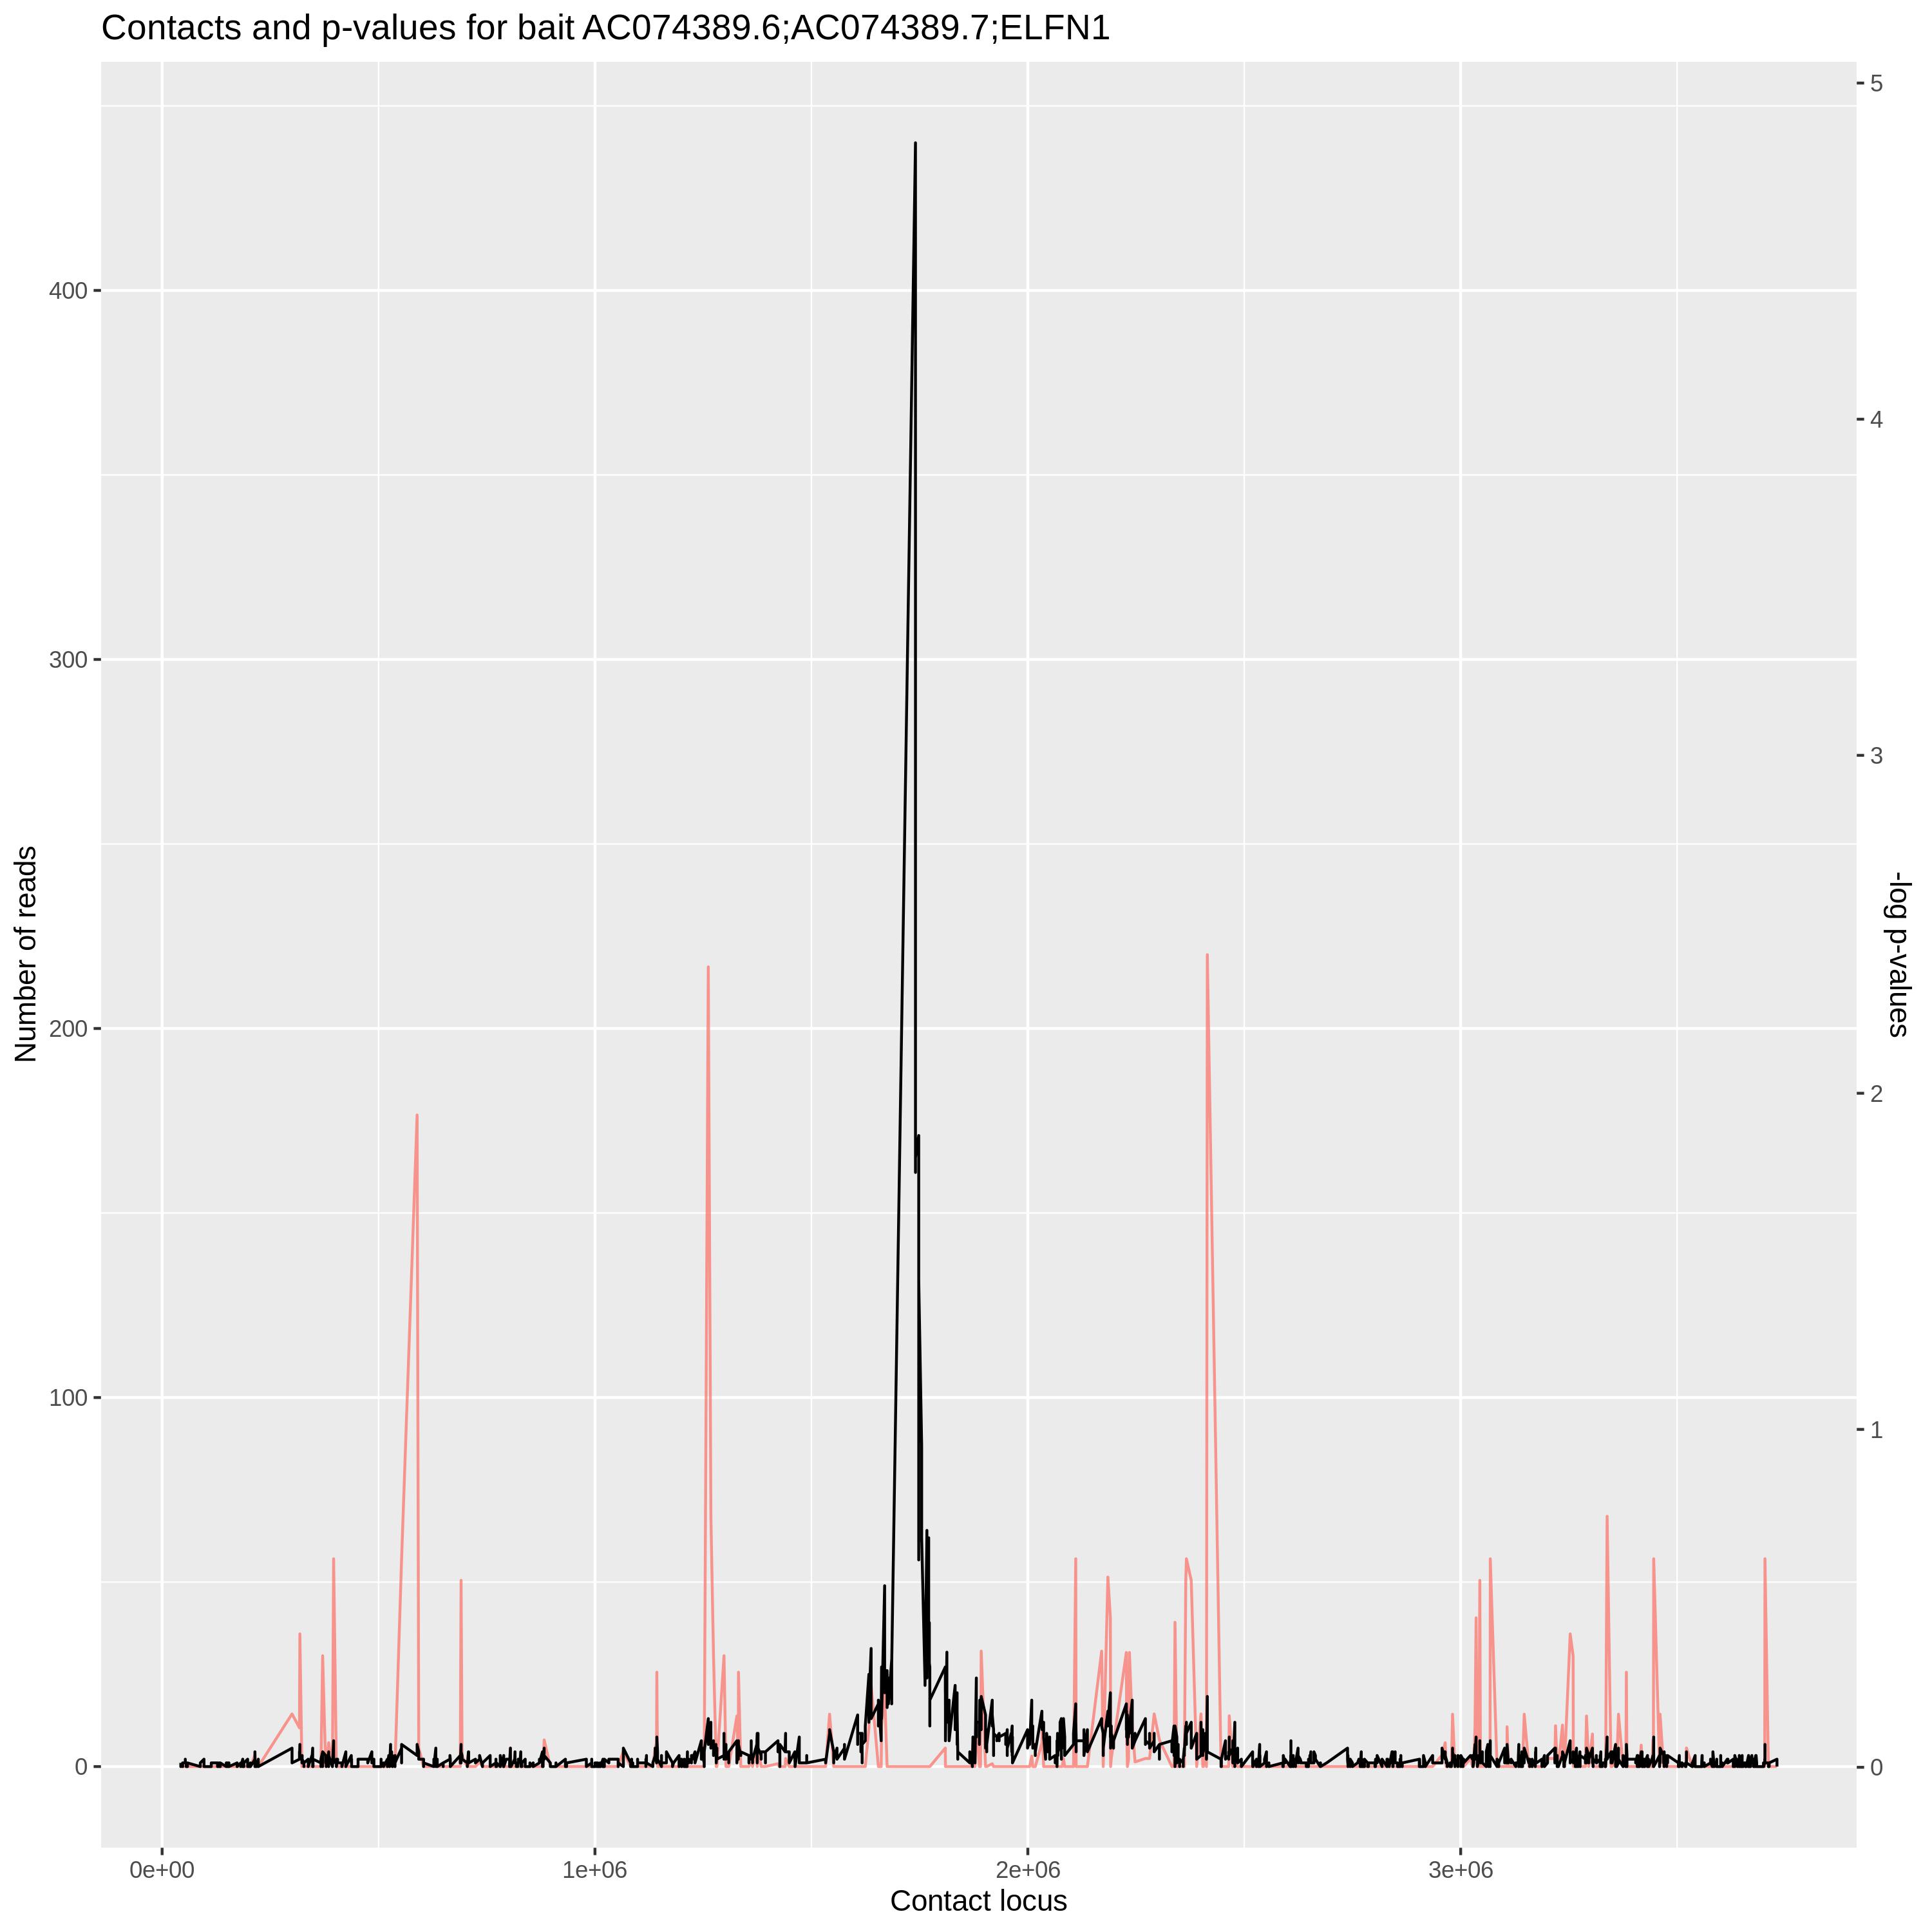 Contacts and p-values for bait AC074389.6;AC074389.7;ELFN1
Number of reads
400
300
200
100
0
5
4
3
2
1
0
-log p-values
0e+00
1e+06
2e+06
3e+06
Contact locus